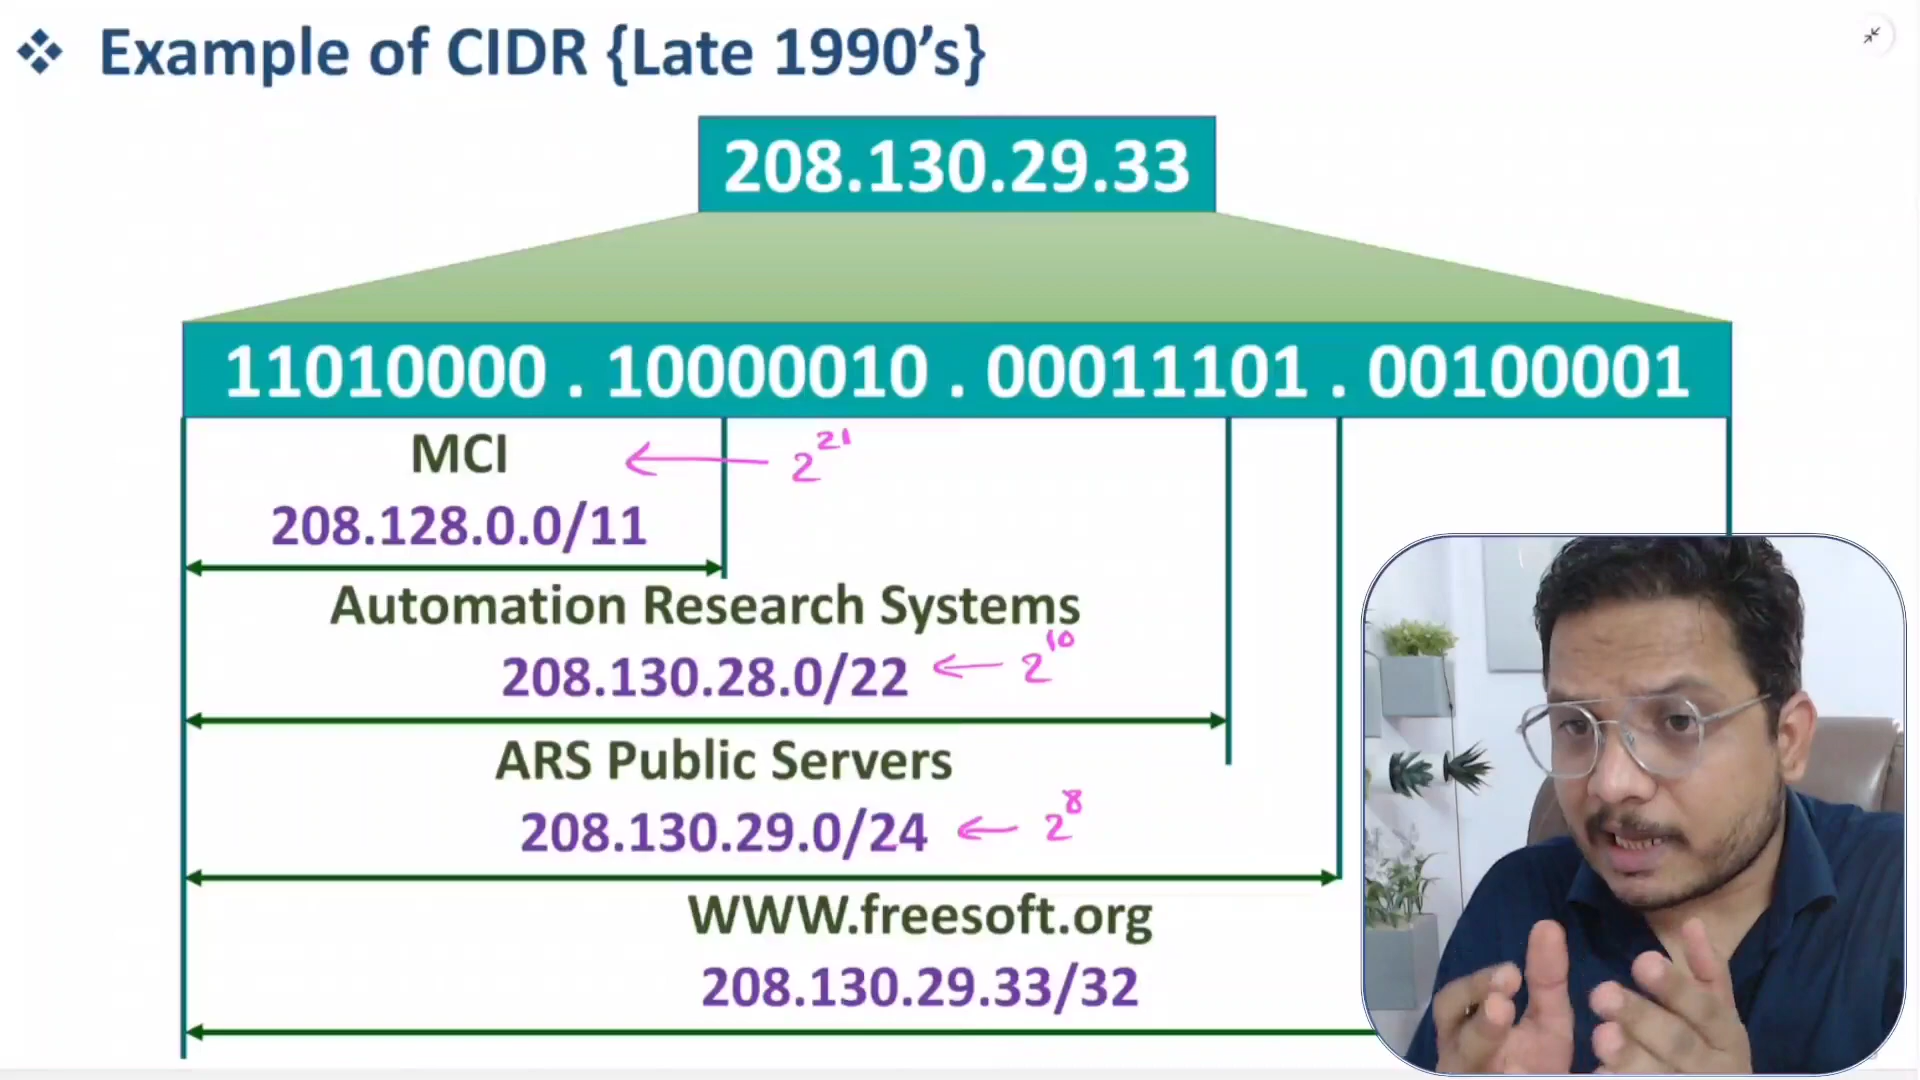 ❖ Example of CIDR {Late 1990’s}
208.130.29.33
11010000 . 10000010 . 00011101 . 00100001
MCI ← 2^21
208.128.0.0/11
Automation Research Systems
208.130.28.0/22 ← 2^10
ARS Public Servers
208.130.29.0/24 ← 2^8
WWW.freesoft.org
208.130.29.33/32